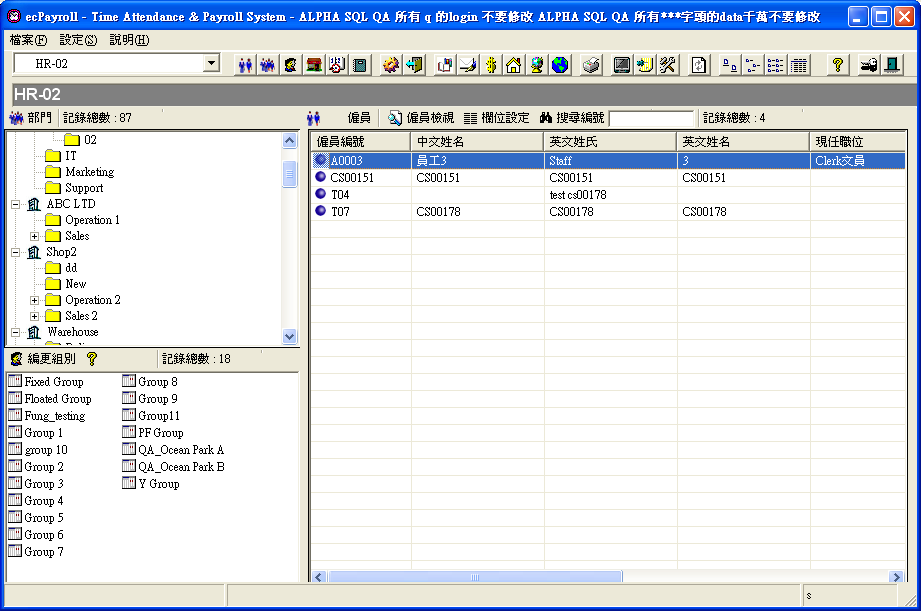 ecPayroll - Time Attendance & Payroll System - ALPHA SQL QA 所有 q 的login 不要修改 ALPHA SQL QA 所有***字頭的data千萬不要修改
檔案(F) 設定(S) 說明(H)
HR-02
HR-02
部門 記錄總數 : 87
僱員 僱員檢視 欄位設定 搜尋編號 記錄總數 : 4
02
IT
Marketing
Support
ABC LTD
Operation 1
Sales
Shop2
dd
New
Operation 2
Sales 2
Warehouse
僱員編號 中文姓名 英文姓氏 英文姓名 現任職位
A0003 員工3 Staff 3 Clerk文員
CS00151 CS00151 CS00151 CS00151
T04 test cs00178
T07 CS00178 CS00178 CS00178
編更組別 記錄總數 : 18
Fixed Group
Floated Group
Fung_testing
Group 1
group 10
Group 2
Group 3
Group 4
Group 5
Group 6
Group 7
Group 8
Group 9
Group11
PF Group
QA_Ocean Park A
QA_Ocean Park B
Y Group
s